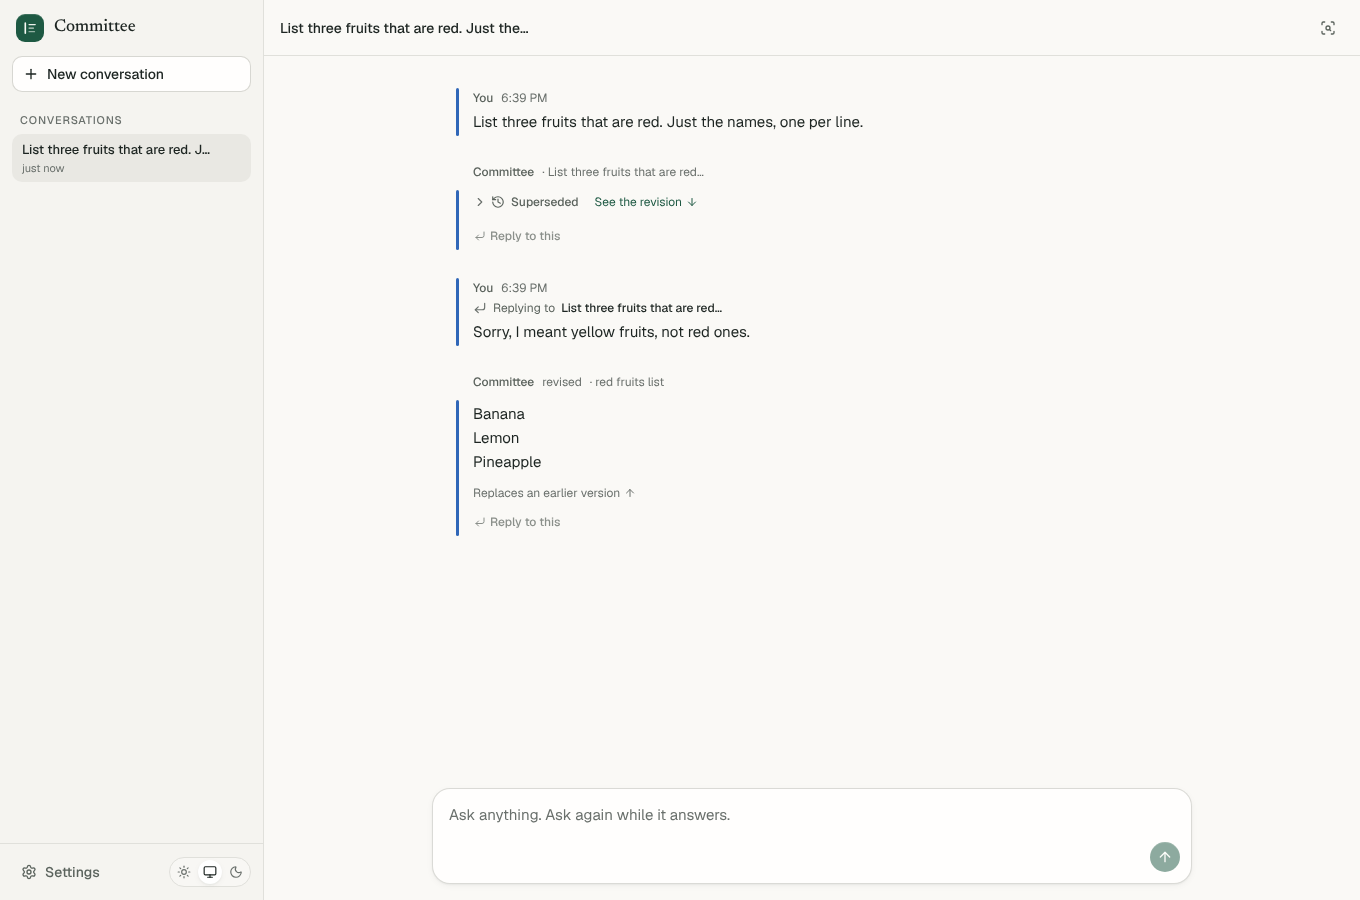 Committee
New conversation
CONVERSATIONS
List three fruits that are red. J…
just now
Settings
List three fruits that are red. Just the…
You 6:39 PM
List three fruits that are red. Just the names, one per line.
Committee · List three fruits that are red…
Superseded See the revision ↓
Reply to this
You 6:39 PM
Replying to List three fruits that are red…
Sorry, I meant yellow fruits, not red ones.
Committee revised · red fruits list
Banana
Lemon
Pineapple
Replaces an earlier version ↑
Reply to this
Ask anything. Ask again while it answers.